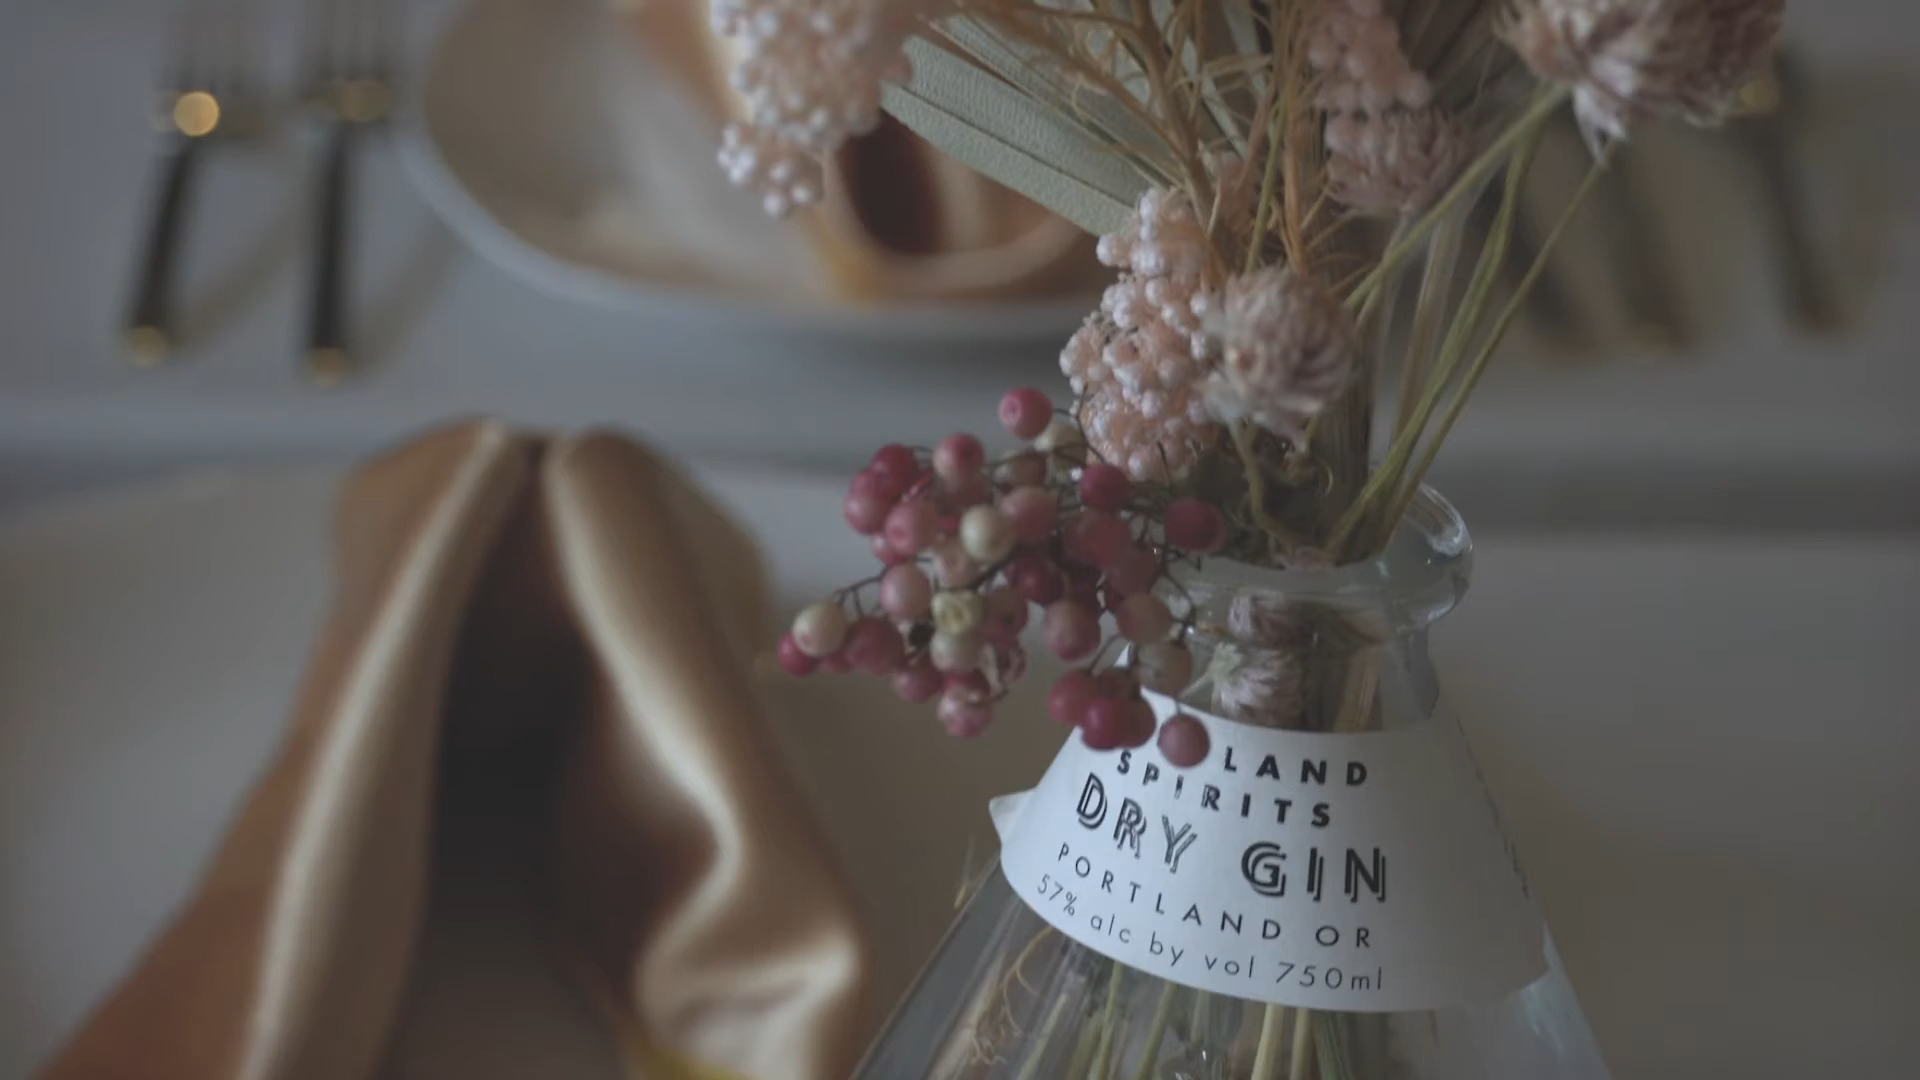 LAND
SPIRITS
DRY GIN
PORTLAND OR
57% alc by vol 750ml